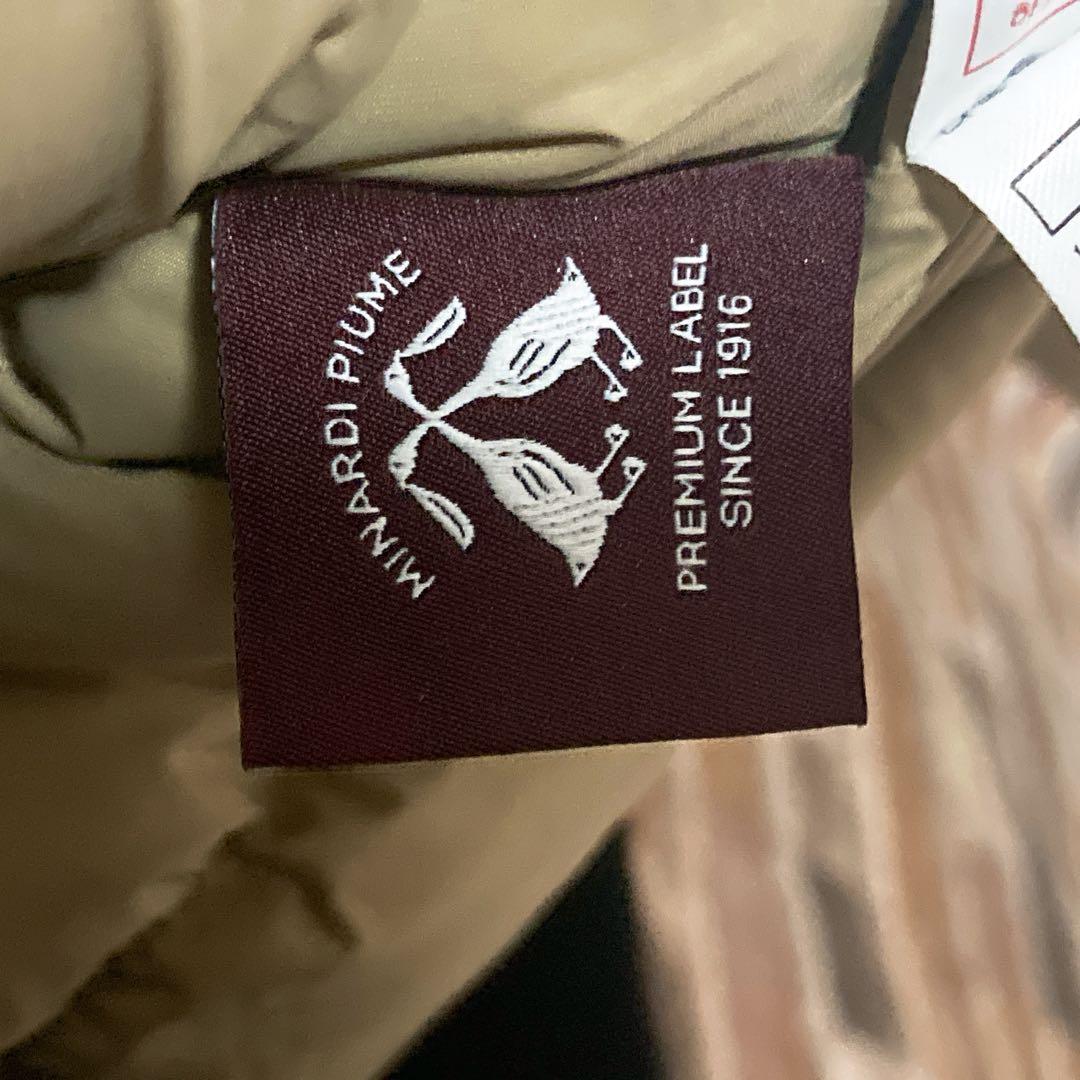 MINARDI PIUME
PREMIUM LABEL
SINCE 1916